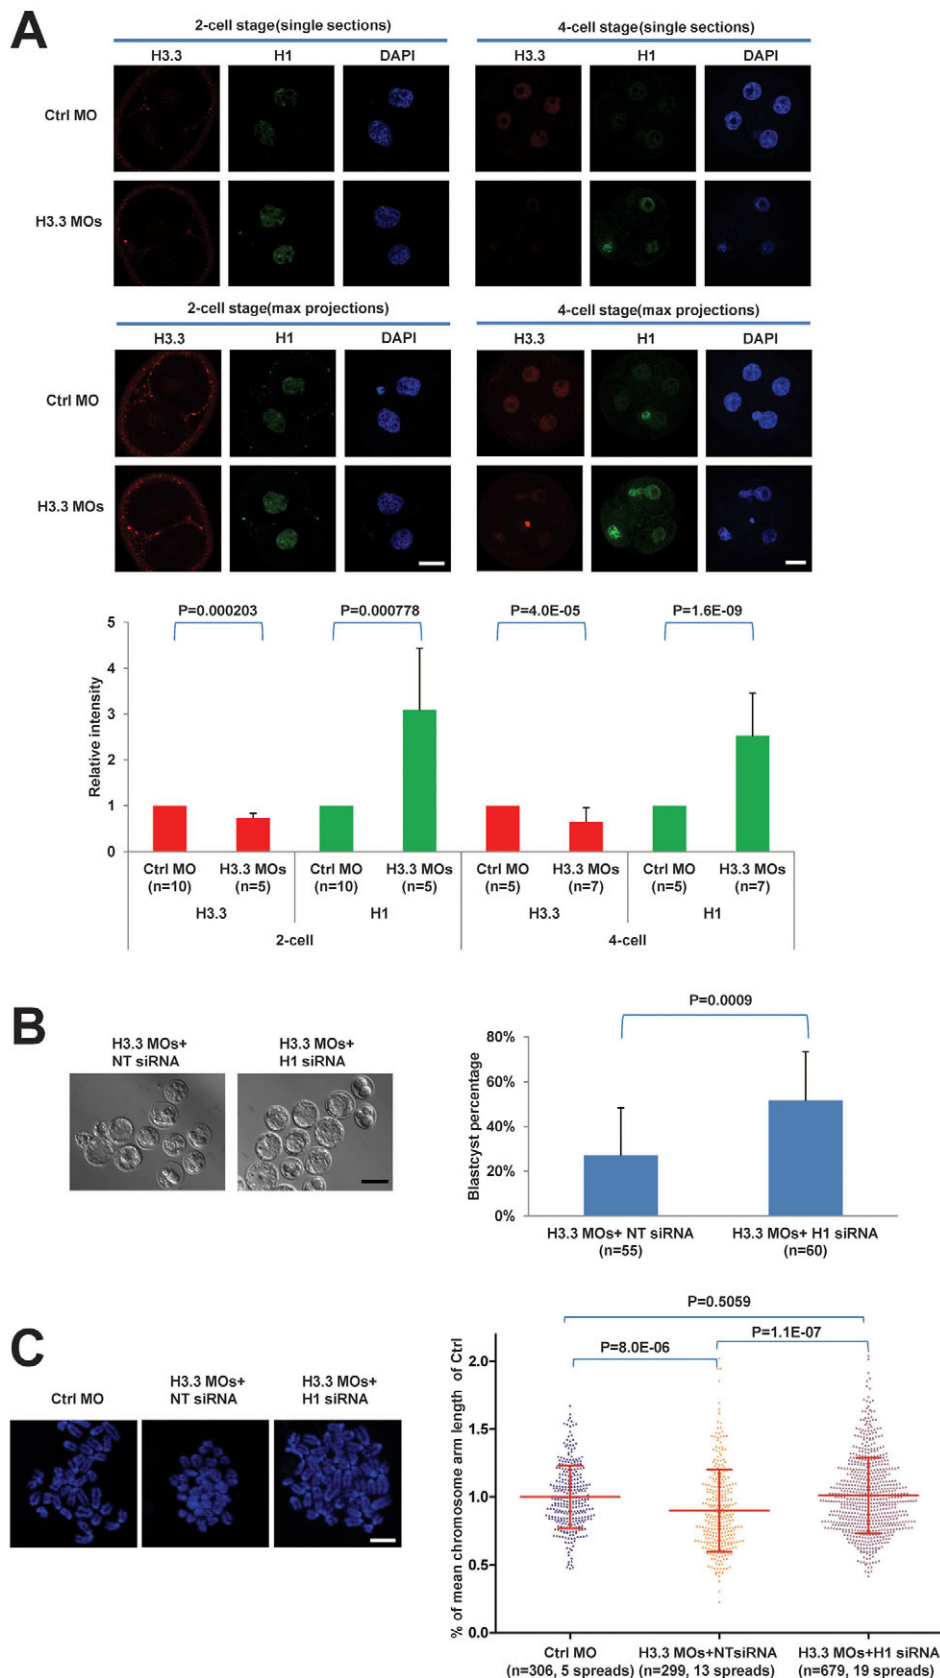 A
2-cell stage(single sections)
4-cell stage(single sections)
H3.3 H1 DAPI H3.3 H1 DAPI
Ctrl MO
H3.3 MOs
2-cell stage(max projections)
4-cell stage(max projections)
H3.3 H1 DAPI H3.3 H1 DAPI
Ctrl MO
H3.3 MOs
P=0.000203 P=0.000778 P=4.0E-05 P=1.6E-09
Relative intensity
5
4
3
2
1
0
Ctrl MO H3.3 MOs Ctrl MO H3.3 MOs Ctrl MO H3.3 MOs Ctrl MO H3.3 MOs
(n=10) (n=5) (n=10) (n=5) (n=5) (n=7) (n=5) (n=7)
H3.3 H1 H3.3 H1
2-cell 4-cell
B
H3.3 MOs+
NT siRNA
H3.3 MOs+
H1 siRNA
P=0.0009
Blastcyst percentage
80%
60%
40%
20%
0%
H3.3 MOs+ NT siRNA H3.3 MOs+ H1 siRNA
(n=55) (n=60)
C
Ctrl MO
H3.3 MOs+
NT siRNA
H3.3 MOs+
H1 siRNA
P=0.5059
P=8.0E-06 P=1.1E-07
% of mean chromosome arm length of Ctrl
2.0
1.5
1.0
0.5
0.0
Ctrl MO H3.3 MOs+NTsiRNA H3.3 MOs+H1 siRNA
(n=306, 5 spreads) (n=299, 13 spreads) (n=679, 19 spreads)